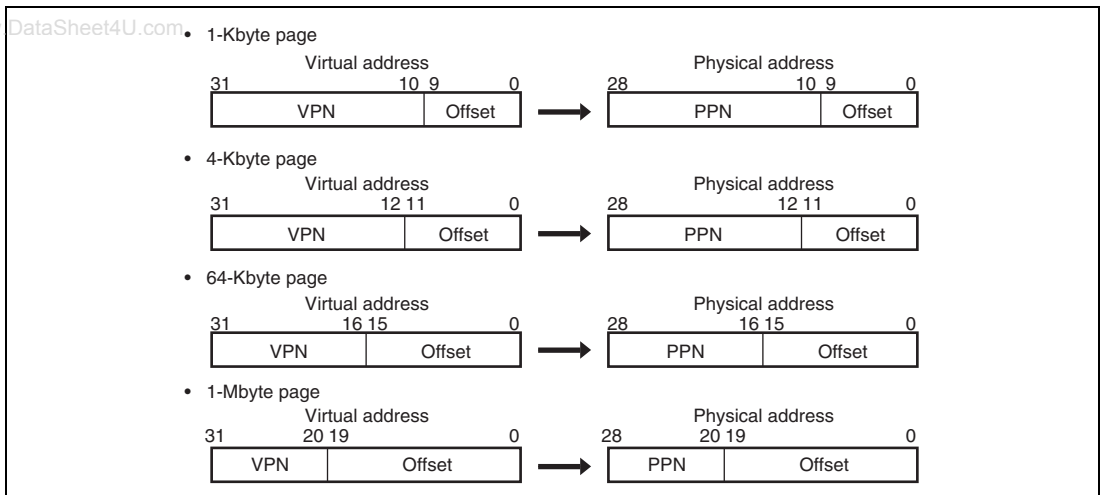 DataSheet4U.com
• 1-Kbyte page
Virtual address Physical address
31 10 9 0 28 10 9 0
VPN Offset PPN Offset
• 4-Kbyte page
Virtual address Physical address
31 12 11 0 28 12 11 0
VPN Offset PPN Offset
• 64-Kbyte page
Virtual address Physical address
31 16 15 0 28 16 15 0
VPN Offset PPN Offset
• 1-Mbyte page
Virtual address Physical address
31 20 19 0 28 20 19 0
VPN Offset PPN Offset